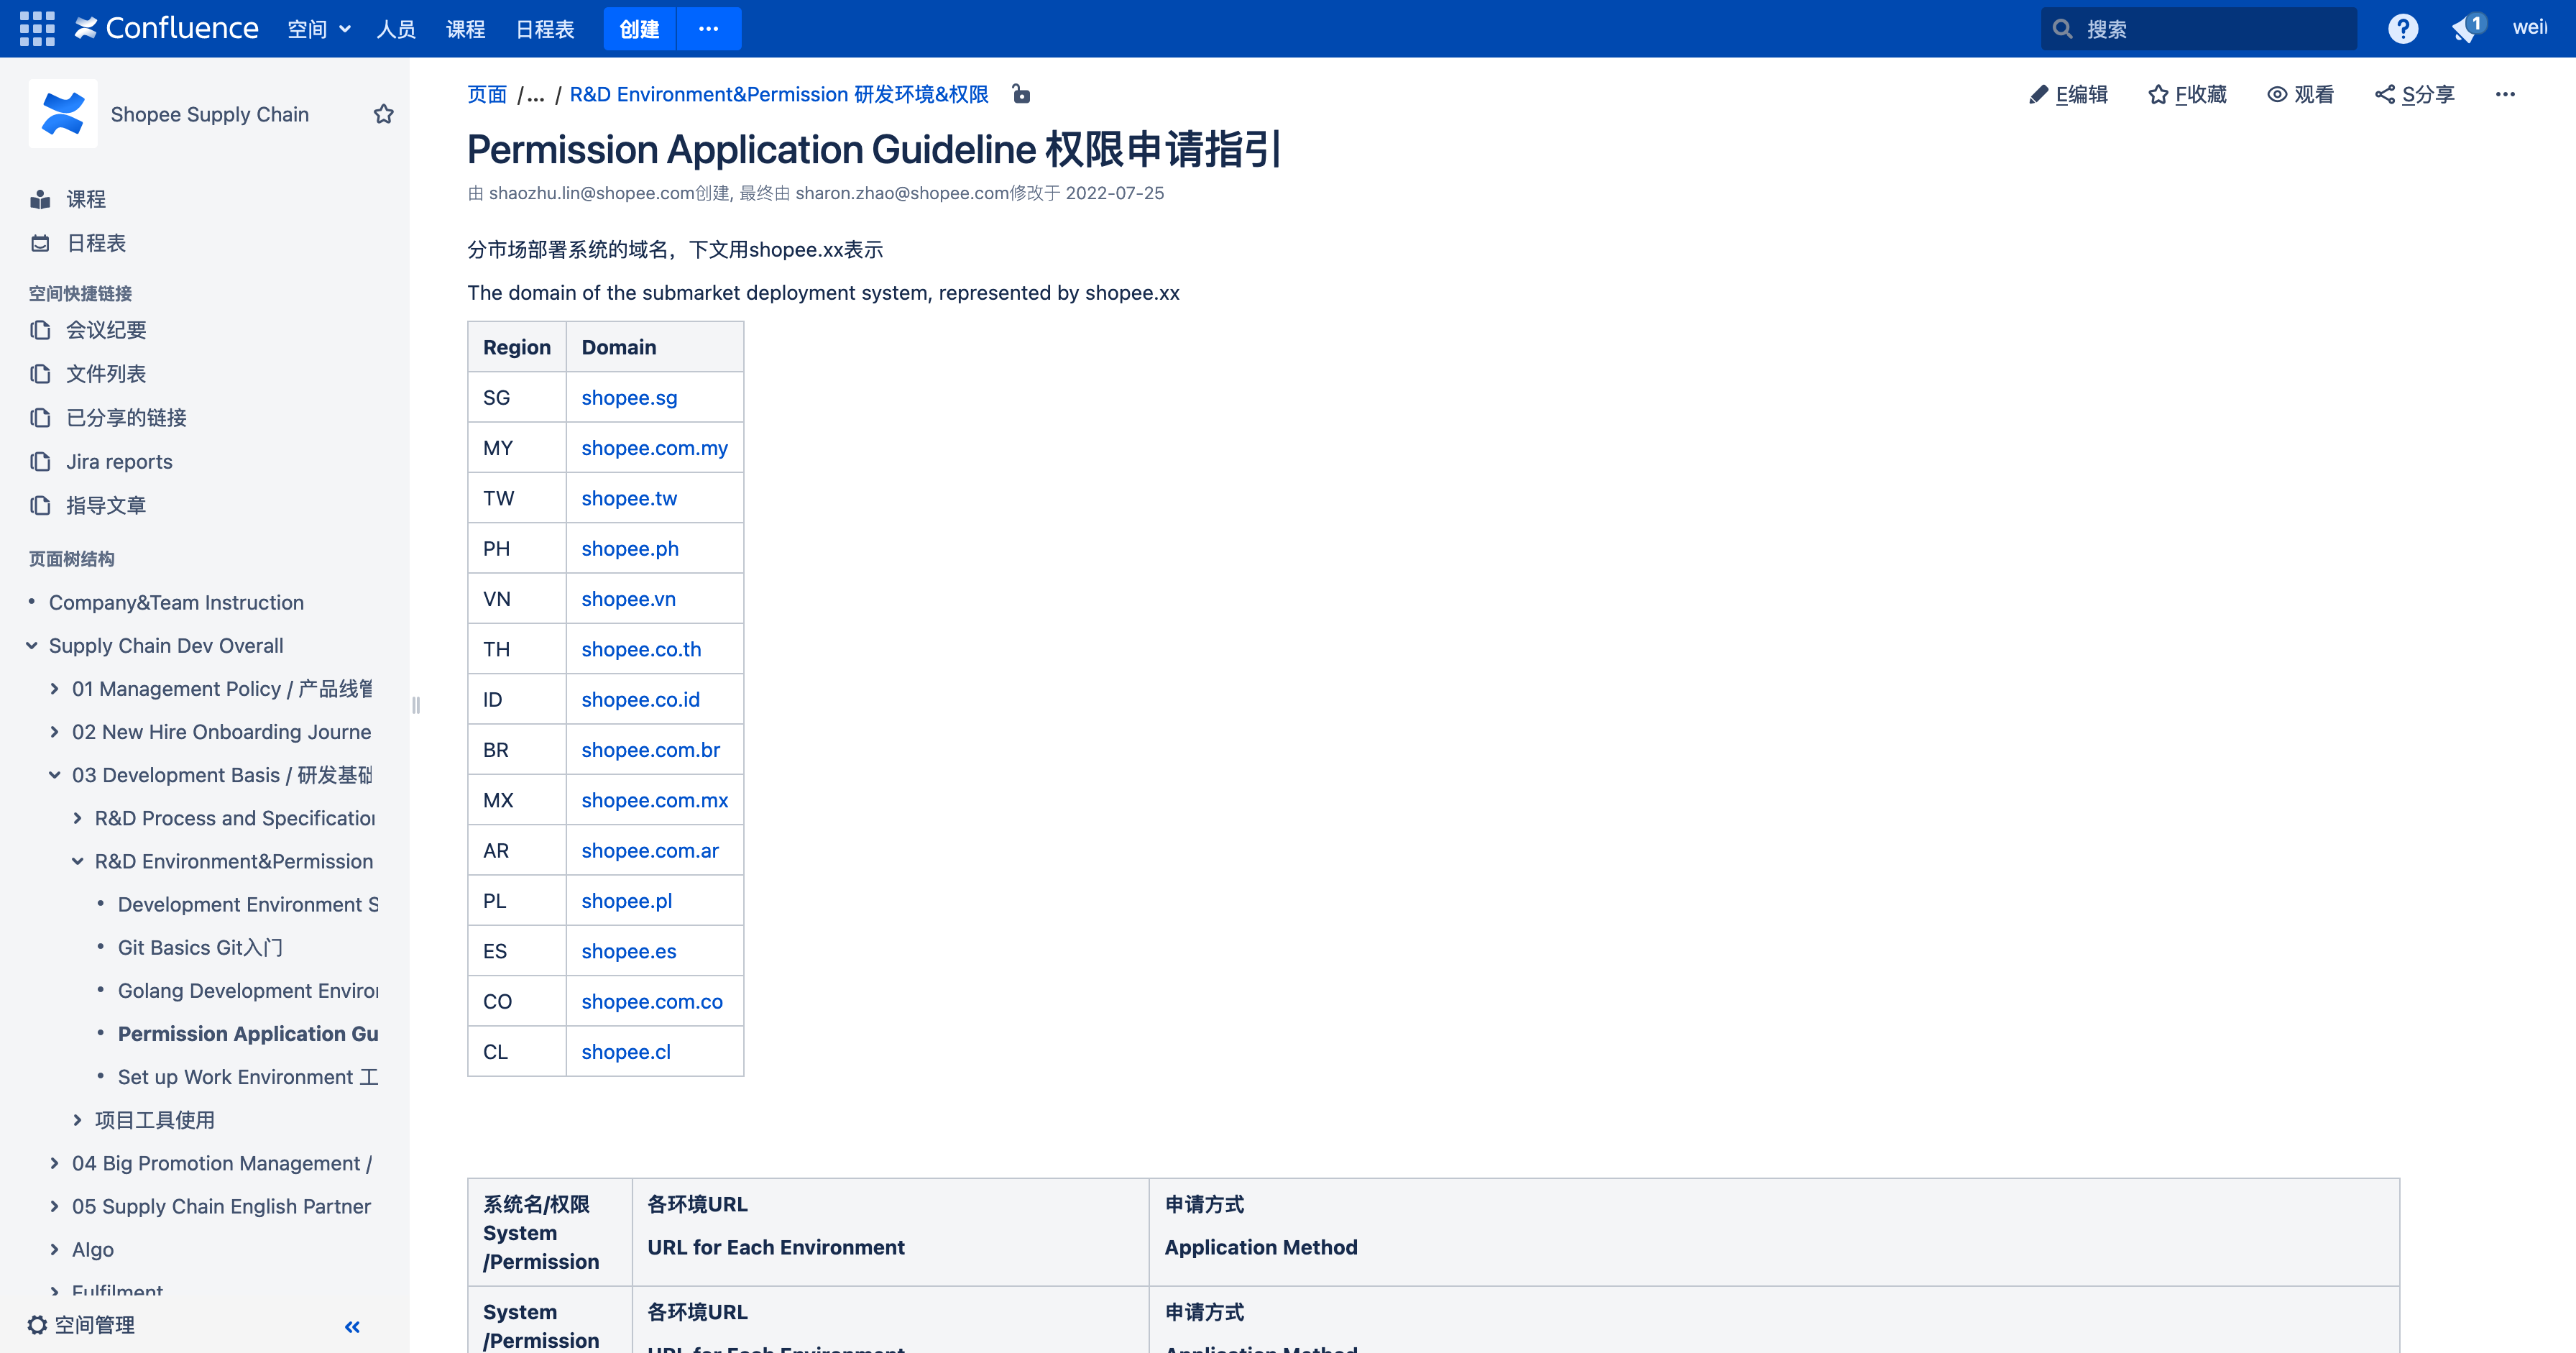 Confluence 空间 人员 课程 日程表 创建 ... 搜索 ? 1 wei
Shopee Supply Chain
课程
日程表
空间快捷链接
会议纪要
文件列表
已分享的链接
Jira reports
指导文章
页面树结构
• Company&Team Instruction
Supply Chain Dev Overall
01 Management Policy / 产品线管
02 New Hire Onboarding Journe
03 Development Basis / 研发基础
R&D Process and Specification
R&D Environment&Permission
• Development Environment S
• Git Basics Git入门
• Golang Development Environ
• Permission Application Gu
• Set up Work Environment 工
项目工具使用
04 Big Promotion Management /
05 Supply Chain English Partner
Algo
Fulfilment
空间管理
页面 /... / R&D Environment&Permission 研发环境&权限
E编辑 F收藏 观看 S分享 ...
Permission Application Guideline 权限申请指引
由 shaozhu.lin@shopee.com创建, 最终由 sharon.zhao@shopee.com修改于 2022-07-25
分市场部署系统的域名，下文用shopee.xx表示
The domain of the submarket deployment system, represented by shopee.xx
Region Domain
SG shopee.sg
MY shopee.com.my
TW shopee.tw
PH shopee.ph
VN shopee.vn
TH shopee.co.th
ID shopee.co.id
BR shopee.com.br
MX shopee.com.mx
AR shopee.com.ar
PL shopee.pl
ES shopee.es
CO shopee.com.co
CL shopee.cl
系统名/权限 各环境URL 申请方式
System
/Permission URL for Each Environment Application Method
System 各环境URL 申请方式
/Permission URL for Each Environment Application Method